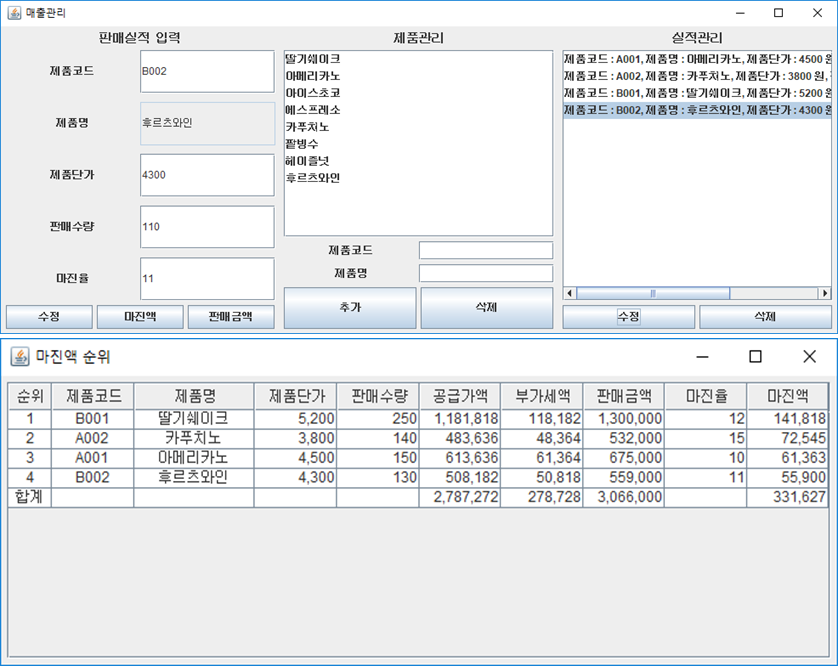 매출관리
판매실적 입력
제품코드 B002
제품명 후르츠와인
제품단가 4300
판매수량 110
마진율 11
수정 마진액 판매금액
제품관리
딸기쉐이크
아메리카노
아이스초코
에스프레소
카푸치노
팥빙수
헤이즐넛
후르츠와인
제품코드
제품명
추가 삭제
실적관리
제품코드 : A001, 제품명 : 아메리카노, 제품단가 : 4500 원
제품코드 : A002, 제품명 : 카푸치노, 제품단가 : 3800 원,
제품코드 : B001, 제품명 : 딸기쉐이크, 제품단가 : 5200
제품코드 : B002, 제품명 : 후르츠와인, 제품단가 : 4300
수정 삭제
마진액 순위
순위 제품코드 제품명 제품단가 판매수량 공급가액 부가세액 판매금액 마진율 마진액
1 B001 딸기쉐이크 5,200 250 1,181,818 118,182 1,300,000 12 141,818
2 A002 카푸치노 3,800 140 483,636 48,364 532,000 15 72,545
3 A001 아메리카노 4,500 150 613,636 61,364 675,000 10 61,363
4 B002 후르츠와인 4,300 130 508,182 50,818 559,000 11 55,900
합계 2,787,272 278,728 3,066,000 331,627